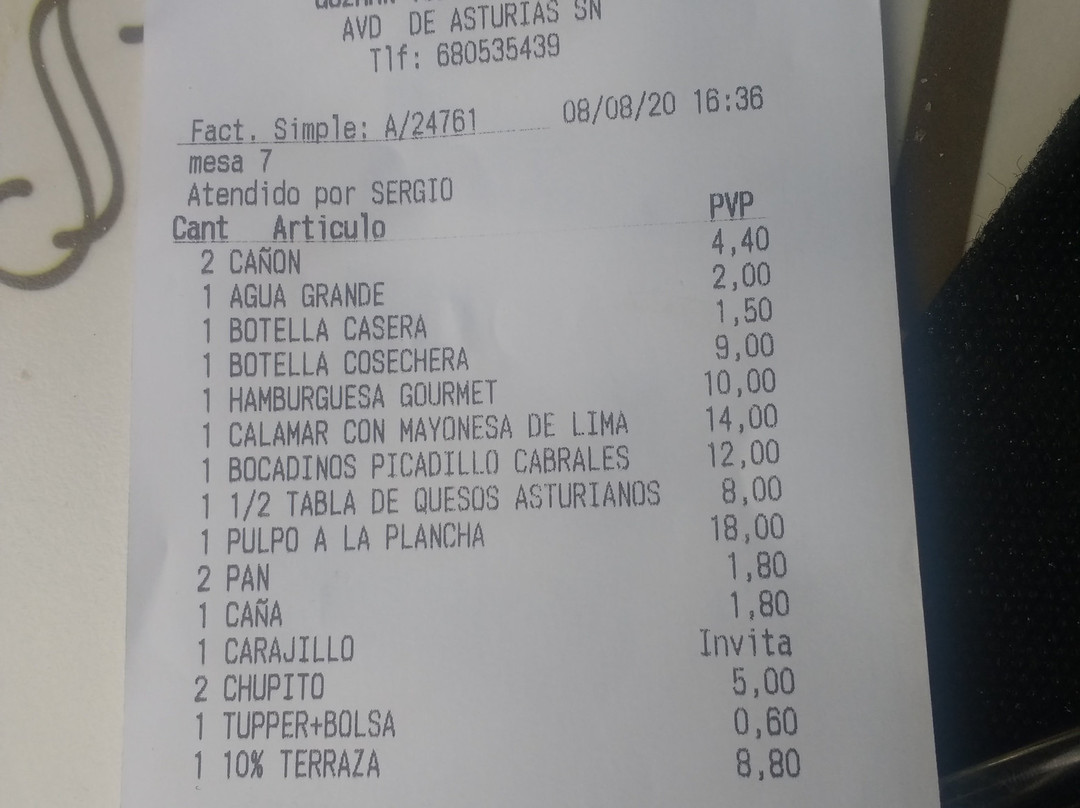 AVD DE ASTURIAS SN
Tlf: 680535439
Fact. Simple: A/24761 08/08/20 16:36
mesa 7
Atendido por SERGIO
Cant Articulo PVP
2 CAÑON 4,40
1 AGUA GRANDE 2,00
1 BOTELLA CASERA 1,50
1 BOTELLA COSECHERA 9,00
1 HAMBURGUESA GOURMET 10,00
1 CALAMAR CON MAYONESA DE LIMA 14,00
1 BOCADINOS PICADILLO CABRALES 12,00
1 1/2 TABLA DE QUESOS ASTURIANOS 8,00
1 PULPO A LA PLANCHA 18,00
2 PAN 1,80
1 CAÑA 1,80
1 CARAJILLO Invita
2 CHUPITO 5,00
1 TUPPER+BOLSA 0,60
1 10% TERRAZA 8,80